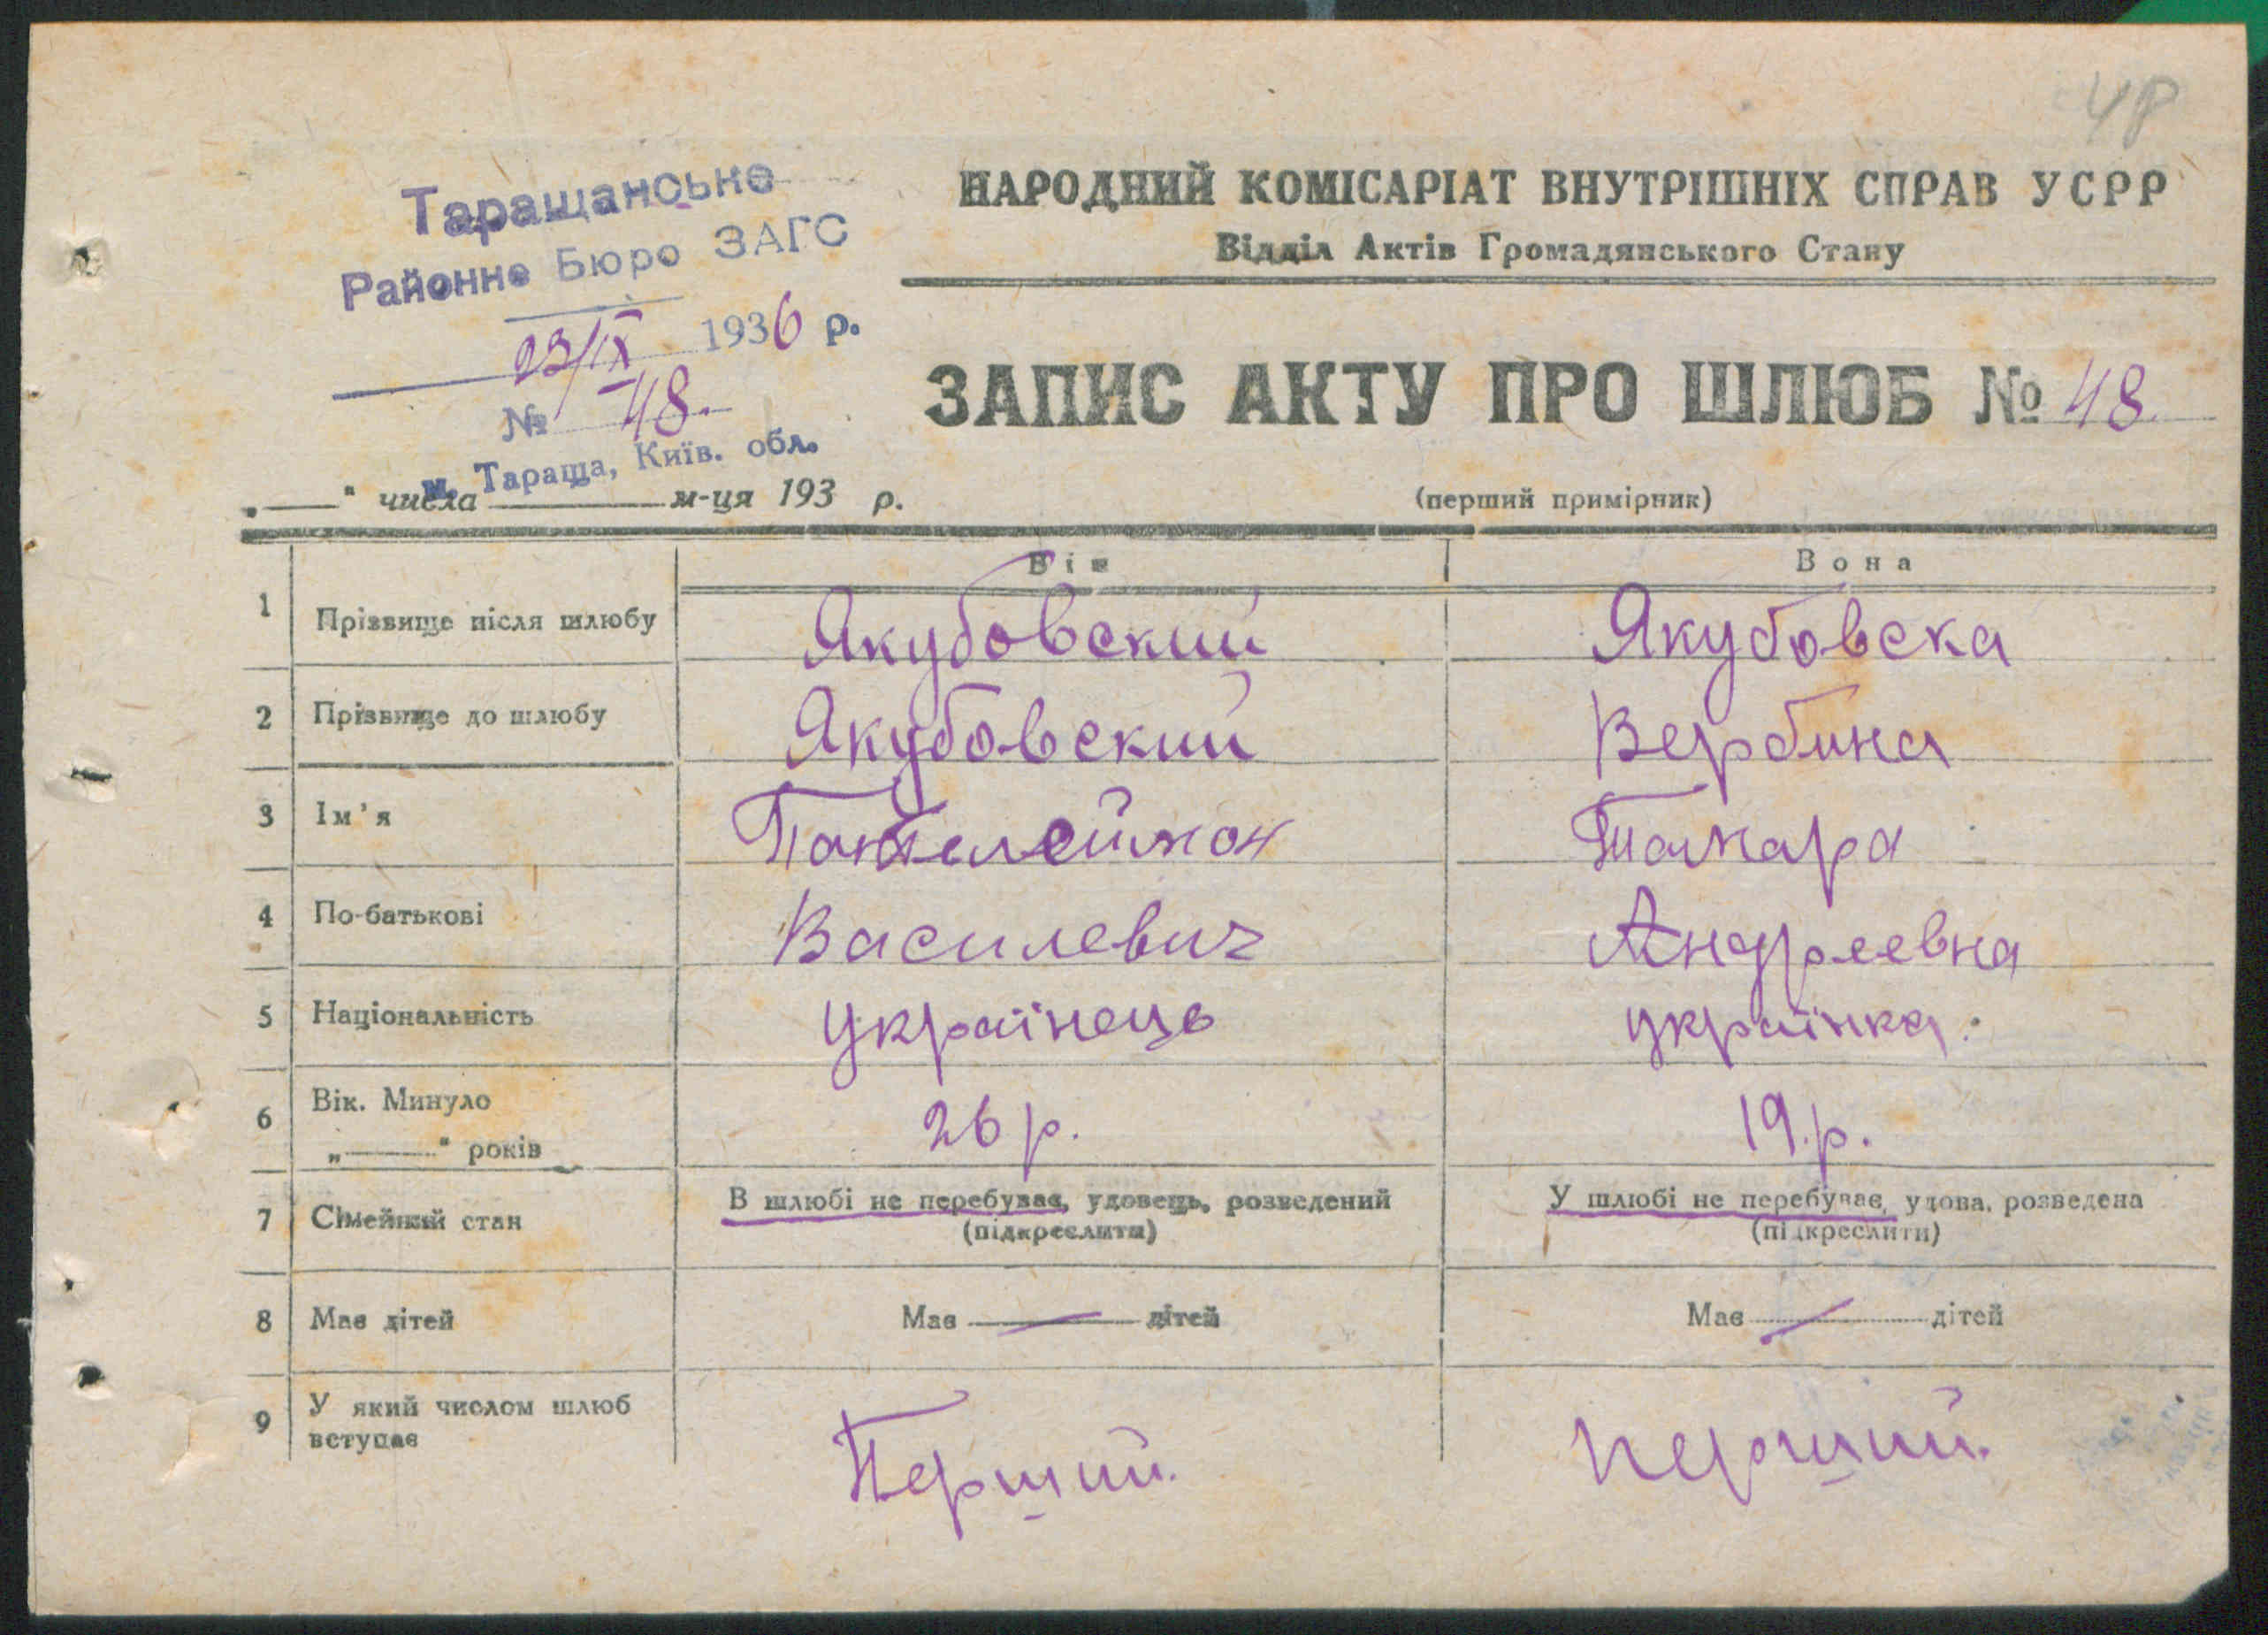 48
Таращанське
Районне Бюро ЗАГС
23/IX 1936 р.
№ 48.
м. Тараща, Київ. обл.
НАРОДНИЙ КОМІСАРІАТ ВНУТРІШНІХ СПРАВ УСРР
Відділ Актів Громадянського Стану
ЗАПИС АКТУ ПРО ШЛЮБ № 48.
„ “ числа м-ця 193 р.
(перший примірник)
Він Вона
1 Прізвище після шлюбу Якубовский Якубовска
2 Прізвище до шлюбу Якубовский Вербина
3 Ім'я Пантелеймон Тамара
4 По-батькові Василевич Андреевна
5 Національність Українець українка.
6 Вік. Минуло 26 р. 19.р.
„ “ років
7 Сімейний стан В шлюбі не перебуває, удовець, розведений У шлюбі не перебуває, удова, розведена
(підкреслити) (підкреслити)
8 Має дітей Має — дітей Має — дітей
9 У який числом шлюб
вступає Перший. перший.